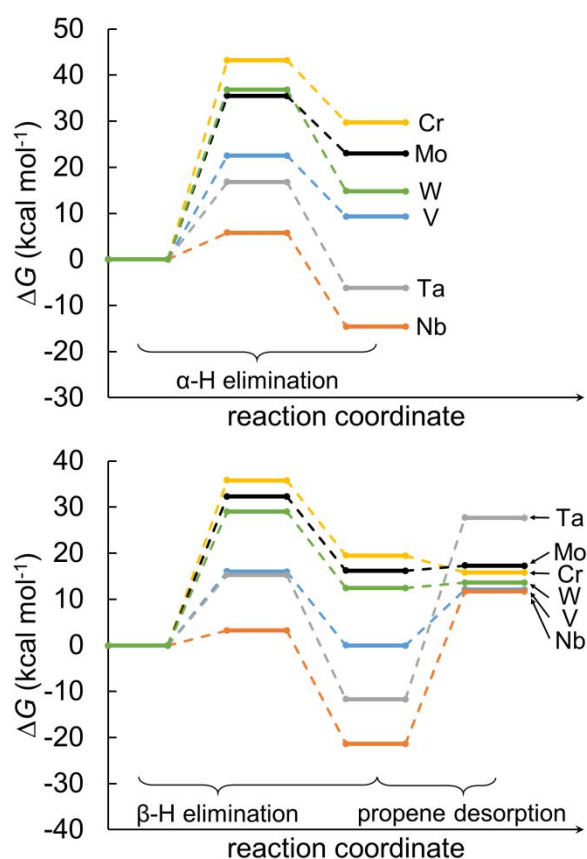 50
40
30
20
10
0
-10
-20
-30
ΔG (kcal mol⁻¹)
Cr
Mo
W
V
Ta
Nb
α-H elimination
reaction coordinate
40
30
20
10
0
-10
-20
-30
-40
ΔG (kcal mol⁻¹)
Ta
Mo
Cr
W
V
Nb
β-H elimination propene desorption
reaction coordinate